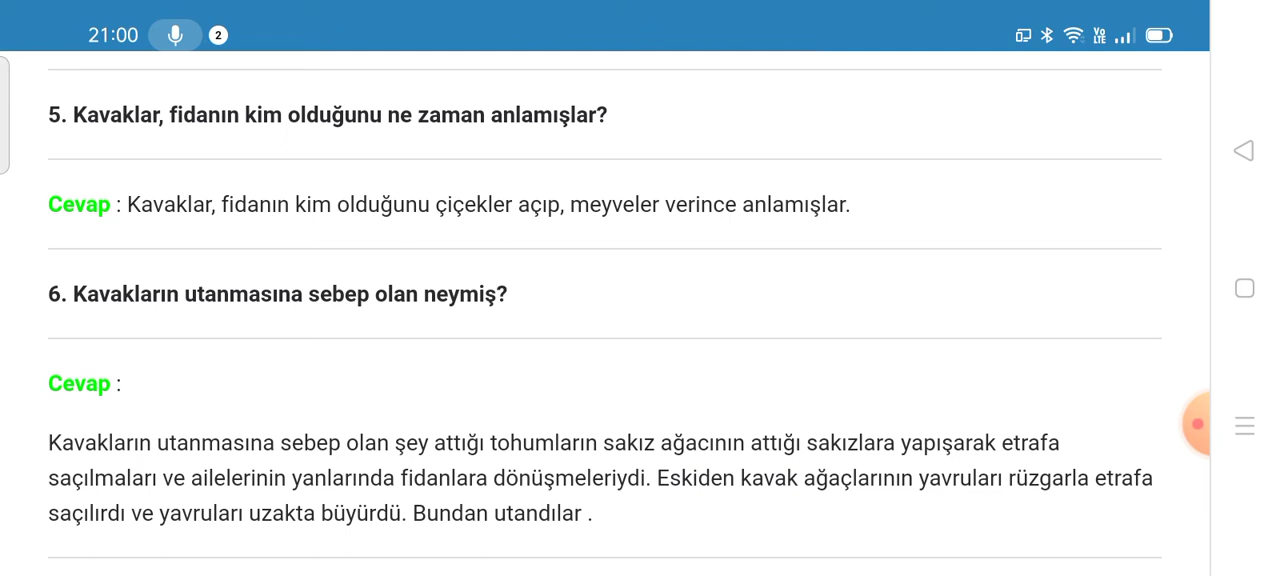 21:00 2 Vo LTE
5. Kavaklar, fidanın kim olduğunu ne zaman anlamışlar?
Cevap : Kavaklar, fidanın kim olduğunu çiçekler açıp, meyveler verince anlamışlar.
6. Kavakların utanmasına sebep olan neymiş?
Cevap :
Kavakların utanmasına sebep olan şey attığı tohumların sakız ağacının attığı sakızlara yapışarak etrafa
saçılmaları ve ailelerinin yanlarında fidanlara dönüşmeleriydi. Eskiden kavak ağaçlarının yavruları rüzgarla etrafa
saçılırdı ve yavruları uzakta büyürdü. Bundan utandılar .